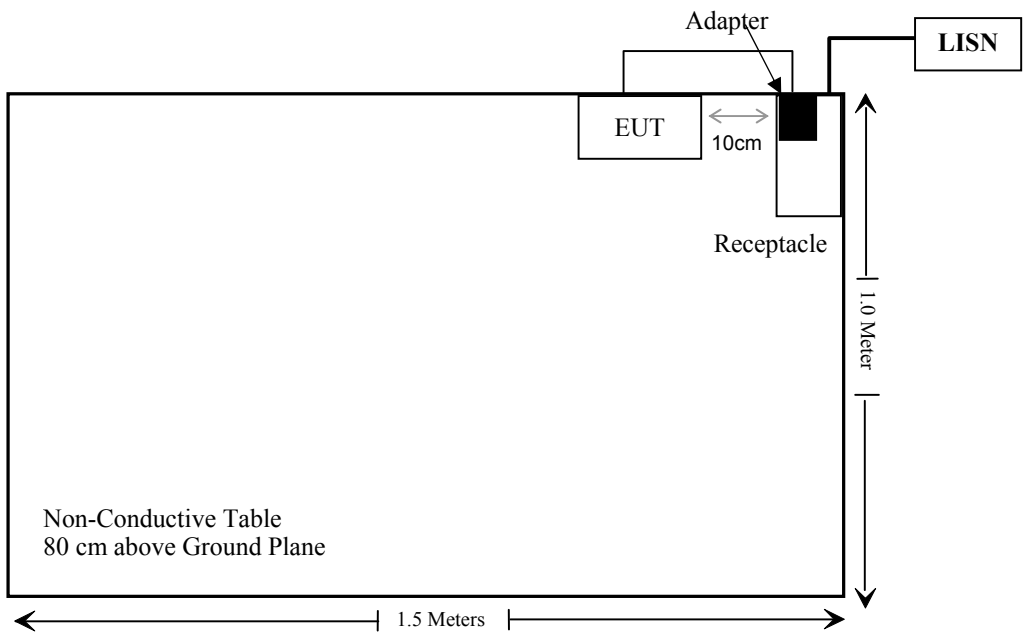 Adapter
LISN
EUT
10cm
Receptacle
1.0 Meter
Non-Conductive Table
80 cm above Ground Plane
1.5 Meters